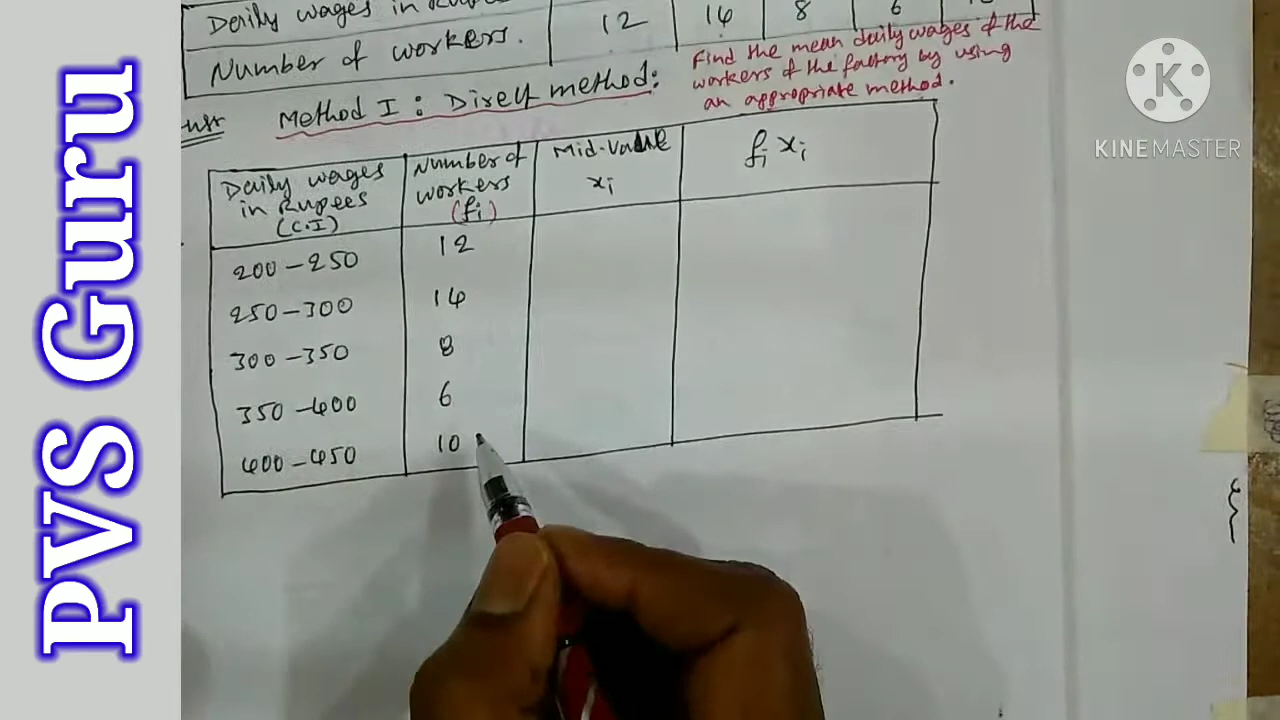 PVS Guru
Daily wages in Rupees
Number of workers. 12 14 8 6
Find the mean daily wages of the
workers of the factory by using
an appropriate method.
Method I : Direct method:
Daily wages in Rupees (C.I) Number of workers (fi) Mid-Value xi fi xi
200 - 250 12
250 - 300 14
300 - 350 8
350 - 400 6
400 - 450 10
K
KINEMASTER